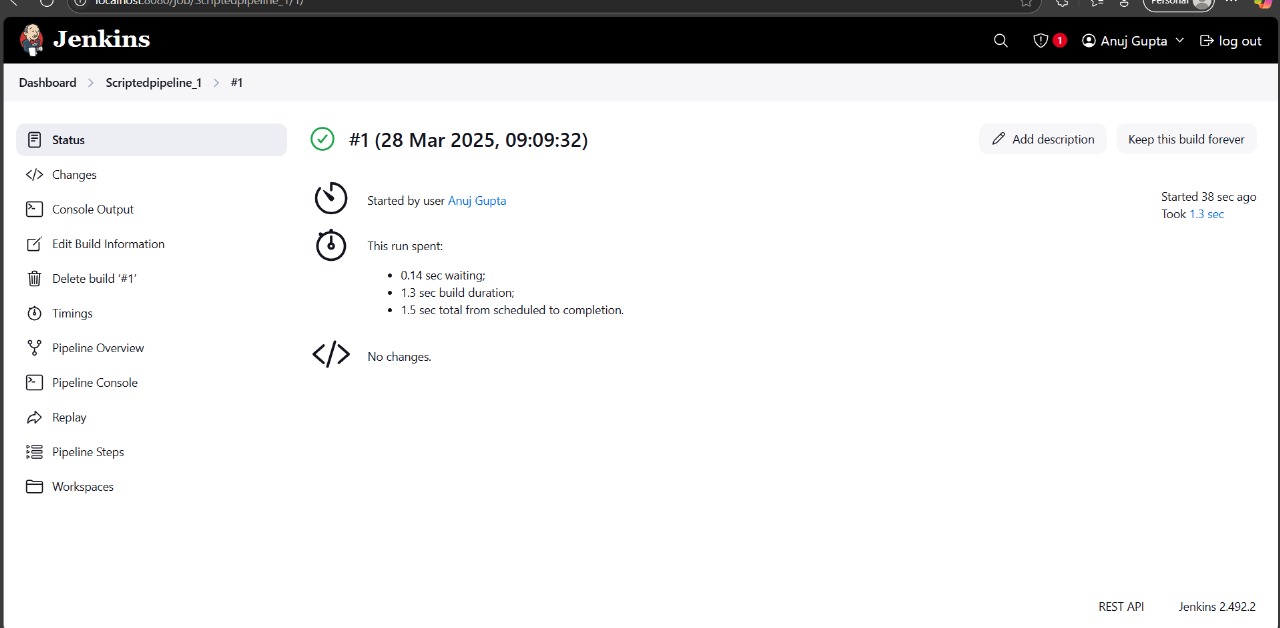 localhost:8080/job/Scriptedpipeline_1/1/
Personal
Jenkins
1
Anuj Gupta
log out
Dashboard > Scriptedpipeline_1 > #1
Status
Changes
Console Output
Edit Build Information
Delete build ‘#1’
Timings
Pipeline Overview
Pipeline Console
Replay
Pipeline Steps
Workspaces
#1 (28 Mar 2025, 09:09:32)
Add description
Keep this build forever
Started by user Anuj Gupta
Started 38 sec ago
Took 1.3 sec
This run spent:
• 0.14 sec waiting;
• 1.3 sec build duration;
• 1.5 sec total from scheduled to completion.
No changes.
REST API
Jenkins 2.492.2